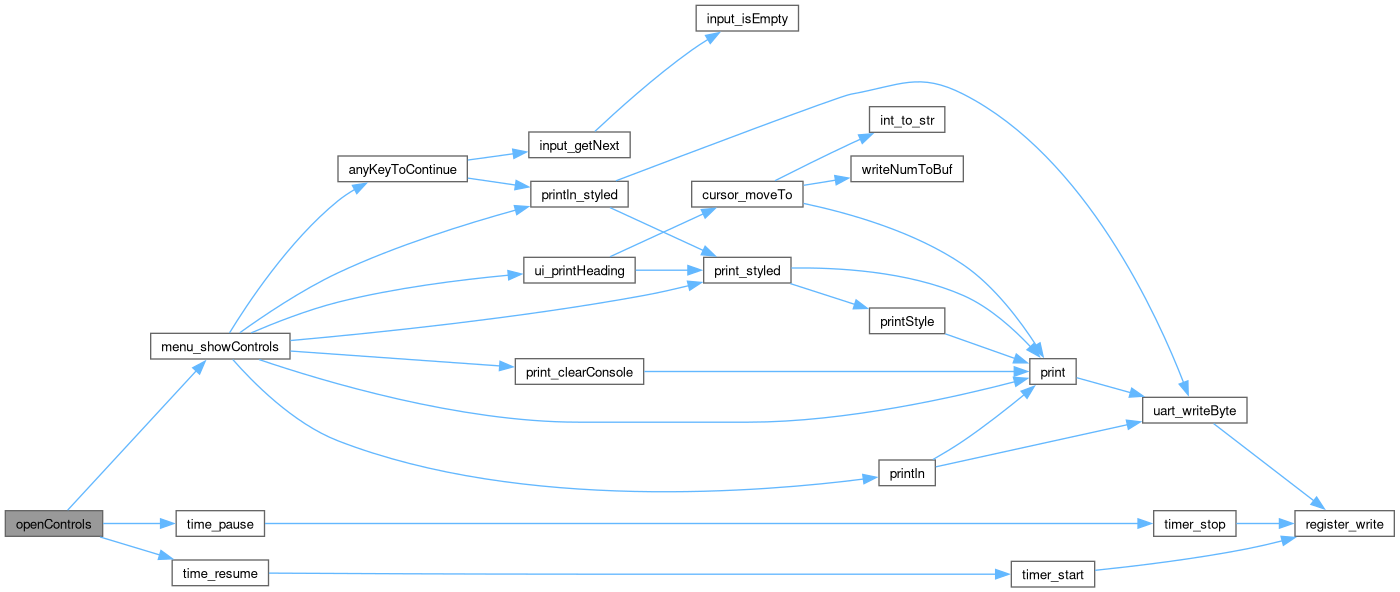 input_isEmpty
int_to_str
input_getNext
anyKeyToContinue
writeNumToBuf
println_styled
cursor_moveTo
ui_printHeading
print_styled
printStyle
menu_showControls
print_clearConsole
print
uart_writeByte
println
openControls
time_pause
timer_stop
register_write
time_resume
timer_start